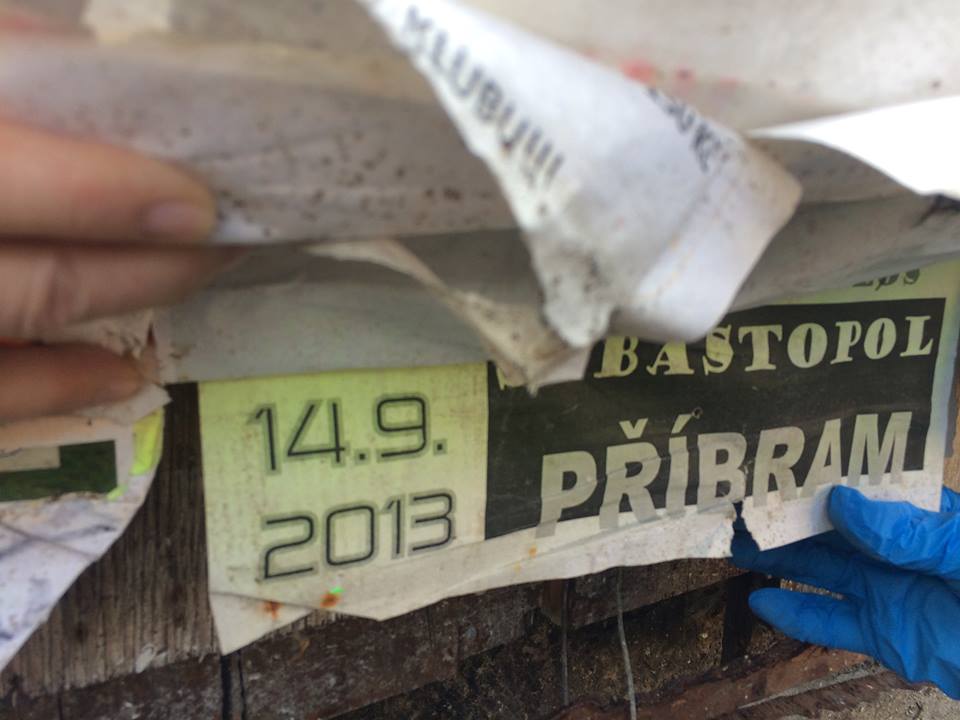 KLUBU!!!
BASTOPOL
14.9.
PŘÍBRAM
2013